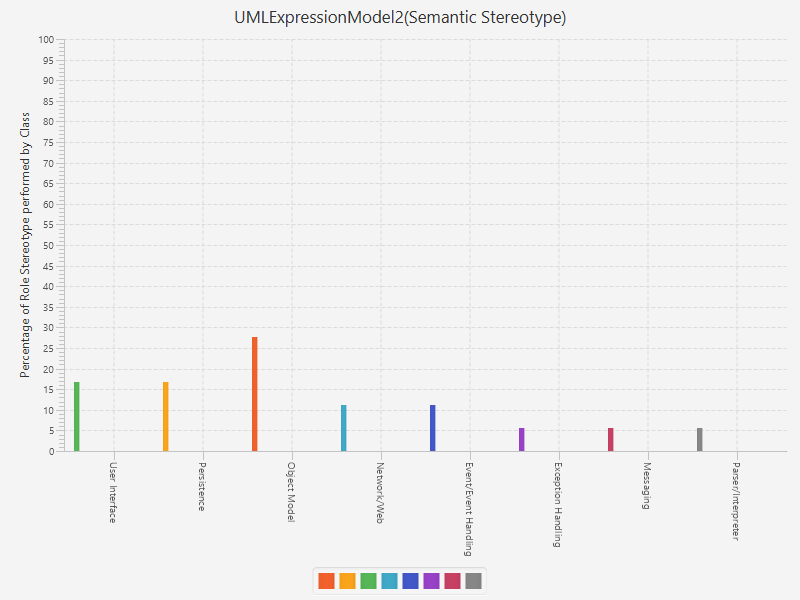 UMLExpressionModel2(Semantic Stereotype)
Percentage of Role Stereotype performed by Class
100
95
90
85
80
75
70
65
60
55
50
45
40
35
30
25
20
15
10
5
0
User Interface
Persistence
Object Model
Network/Web
Event/Event Handling
Exception Handling
Messaging
Parser/Interpreter